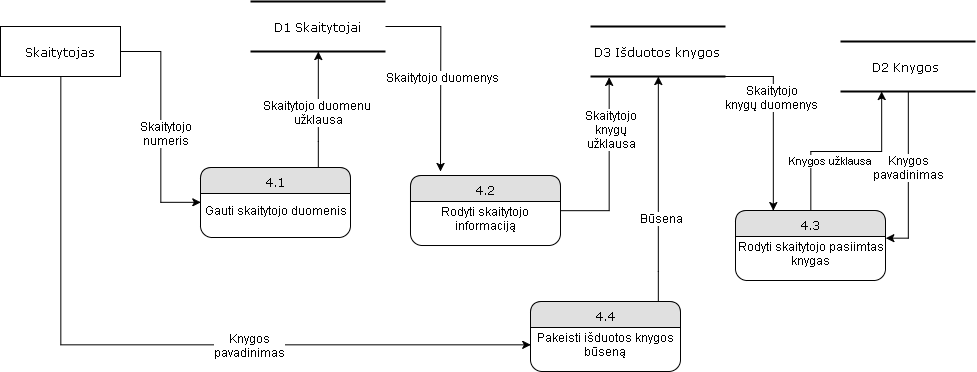 Skaitytojas
D1 Skaitytojai
D3 Išduotos knygos
D2 Knygos
Skaitytojo duomenys
Skaitytojo duomenu
užklausa
Skaitytojo
knygų duomenys
Skaitytojo
numeris
Skaitytojo
knygų
užklausa
Knygos užklausa
Knygos
pavadinimas
4.1
Gauti skaitytojo duomenis
4.2
Rodyti skaitytojo
informaciją
Būsena
4.3
Rodyti skaitytojo pasiimtas
knygas
4.4
Pakeisti išduotos knygos
būseną
Knygos
pavadinimas